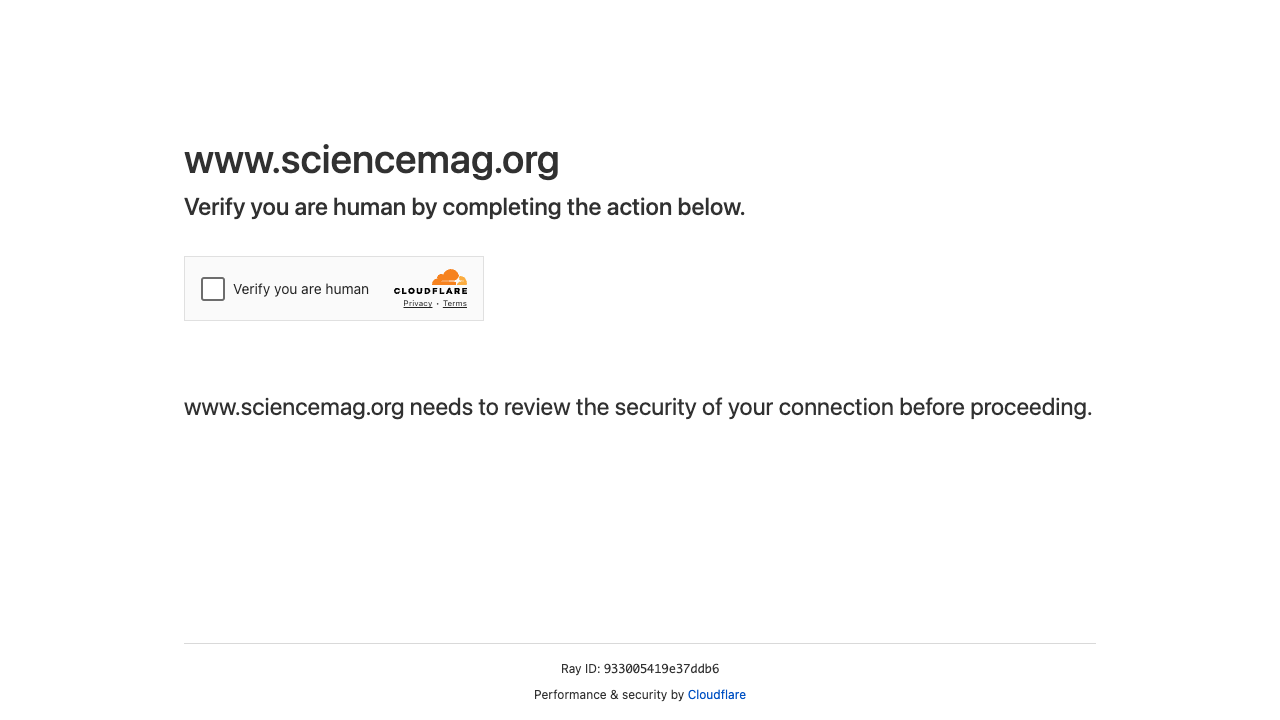 www.sciencemag.org
Verify you are human by completing the action below.
Verify you are human
CLOUDFLARE
Privacy • Terms
www.sciencemag.org needs to review the security of your connection before proceeding.
Ray ID: 933005419e37ddb6
Performance & security by Cloudflare